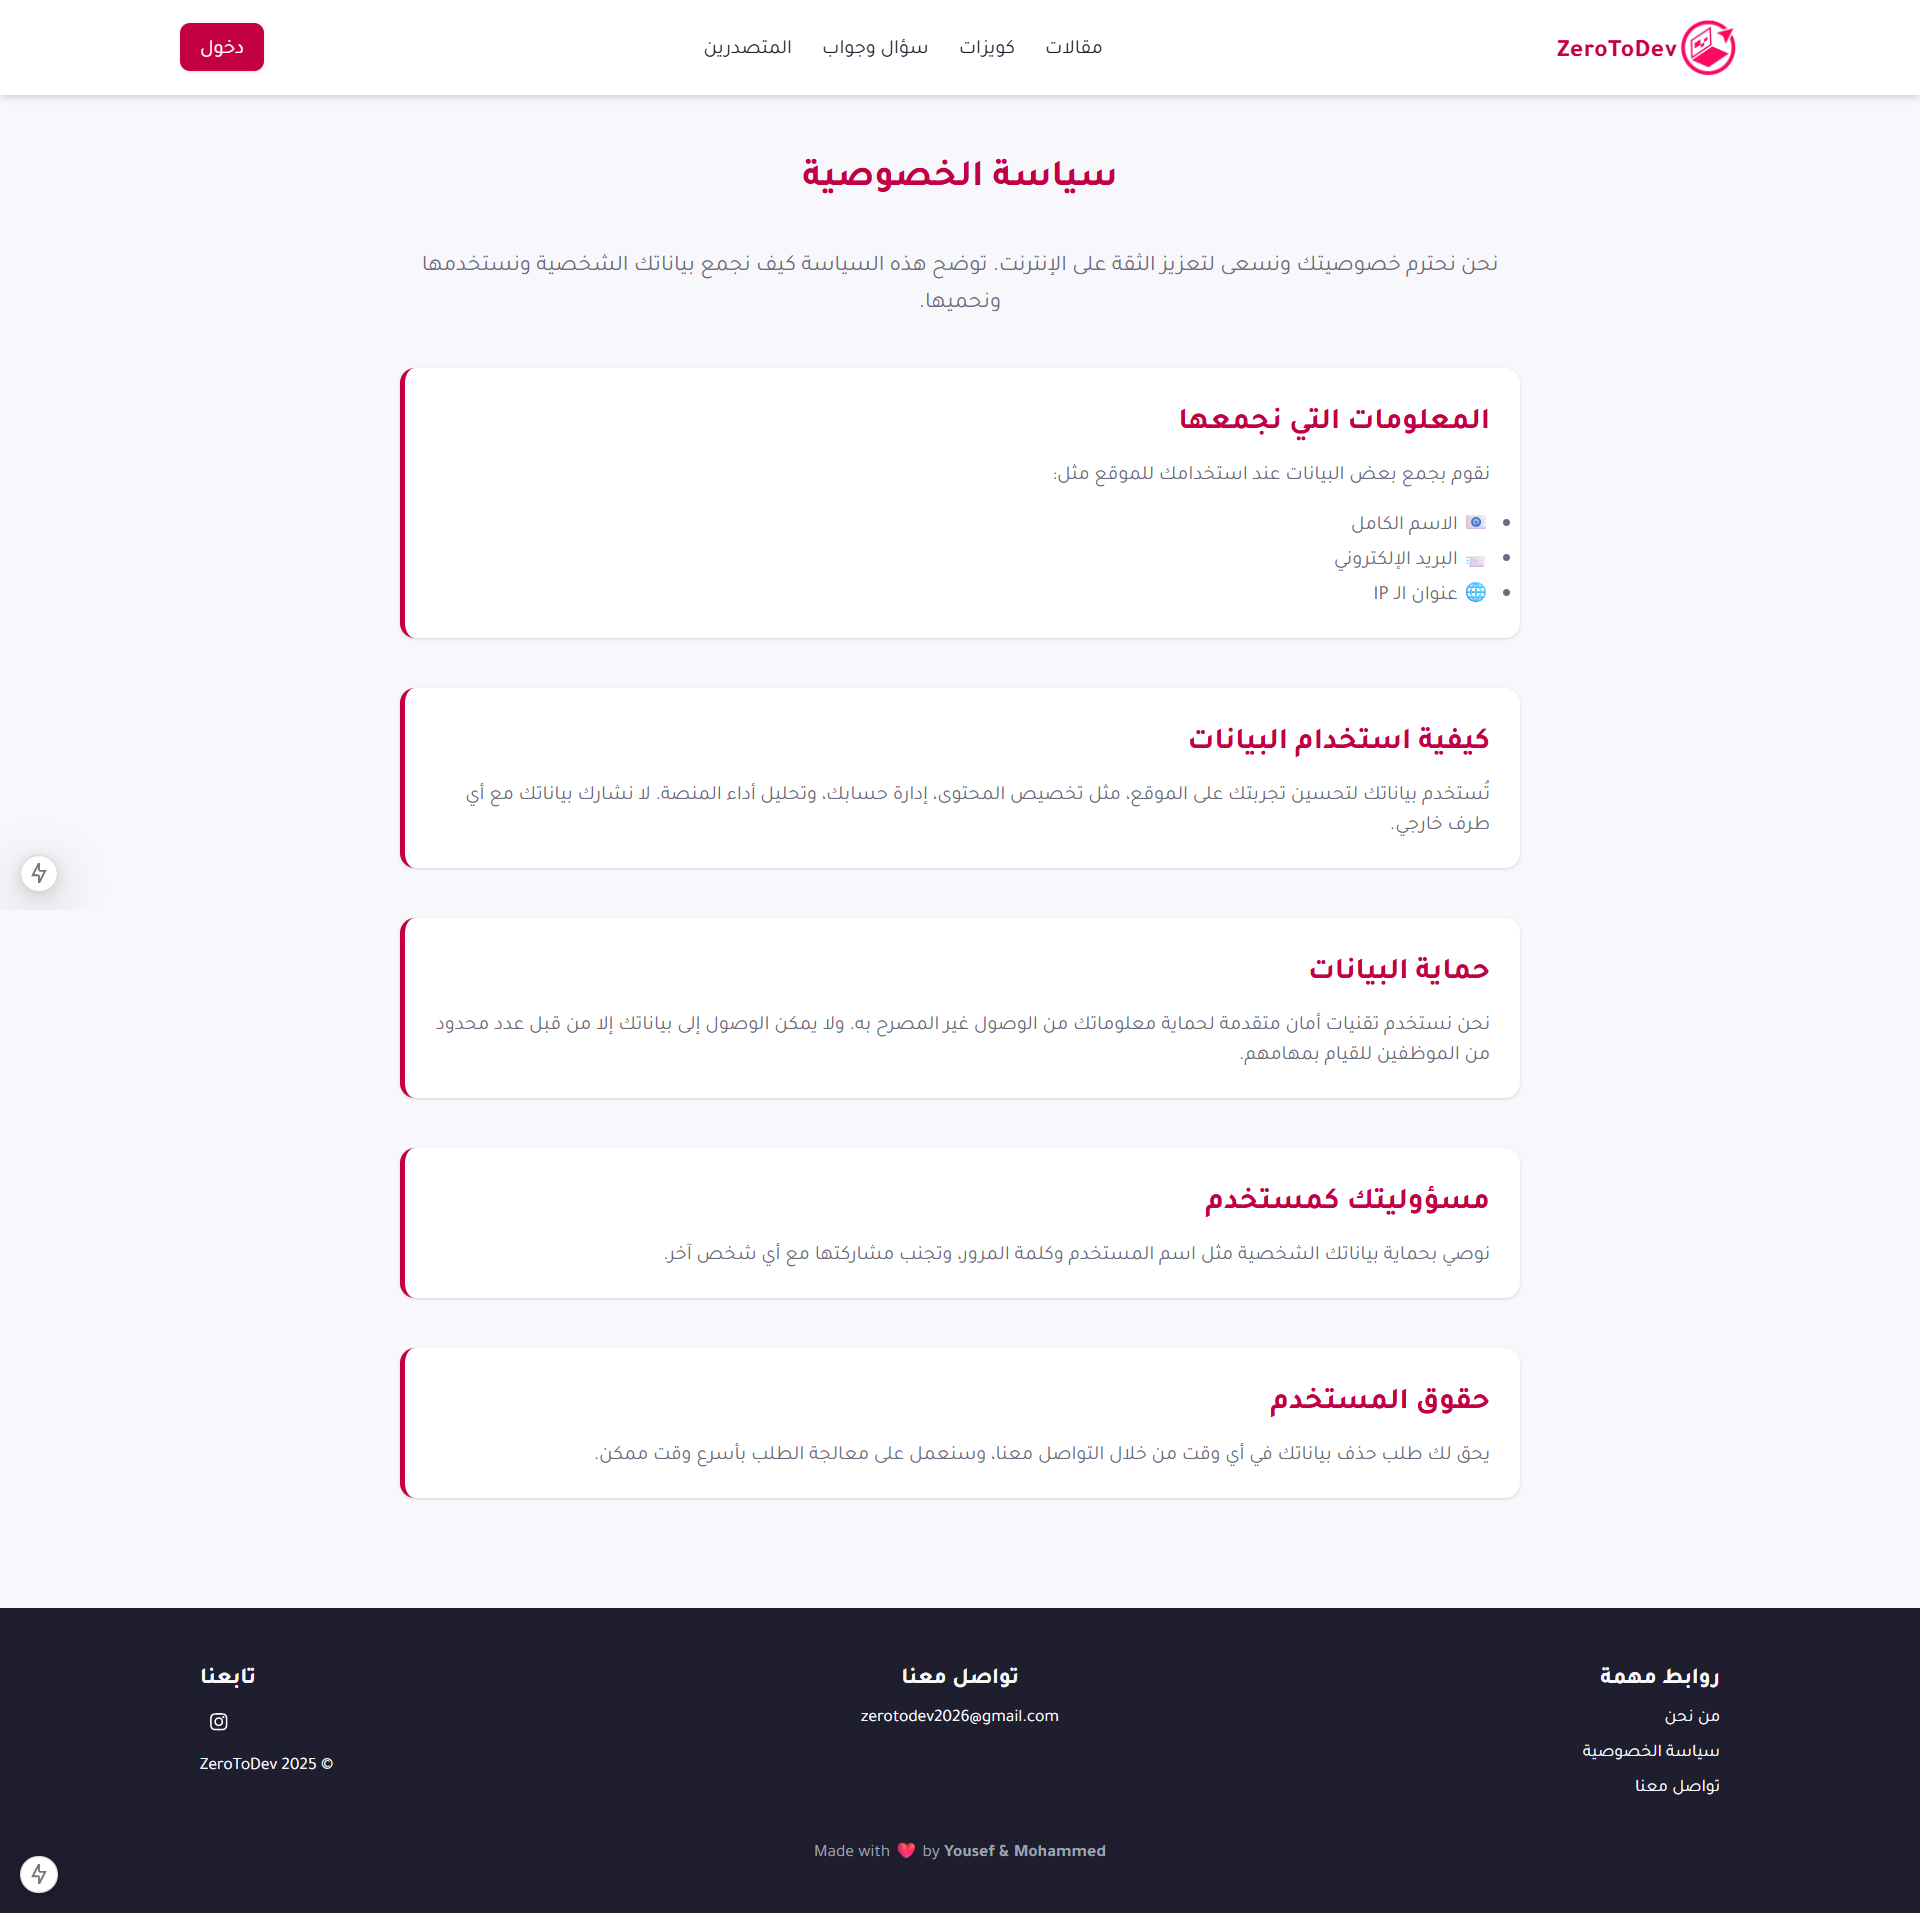 ZeroToDev
مقالات
كويزات
سؤال وجواب
المتصدرين
دخول
سياسة الخصوصية
نحن نحترم خصوصيتك ونسعى لتعزيز الثقة على الإنترنت. توضح هذه السياسة كيف نجمع بياناتك الشخصية ونستخدمها
ونحميها.
المعلومات التي نجمعها
نقوم بجمع بعض البيانات عند استخدامك للموقع مثل:
الاسم الكامل
البريد الإلكتروني
عنوان الـ IP
كيفية استخدام البيانات
تُستخدم بياناتك لتحسين تجربتك على الموقع، مثل تخصيص المحتوى، إدارة حسابك، وتحليل أداء المنصة. لا نشارك بياناتك مع أي
طرف خارجي.
حماية البيانات
نحن نستخدم تقنيات أمان متقدمة لحماية معلوماتك من الوصول غير المصرح به. ولا يمكن الوصول إلى بياناتك إلا من قبل عدد محدود
من الموظفين للقيام بمهامهم.
مسؤوليتك كمستخدم
نوصي بحماية بياناتك الشخصية مثل اسم المستخدم وكلمة المرور، وتجنب مشاركتها مع أي شخص آخر.
حقوق المستخدم
يحق لك طلب حذف بياناتك في أي وقت من خلال التواصل معنا، وسنعمل على معالجة الطلب بأسرع وقت ممكن.
روابط مهمة
من نحن
سياسة الخصوصية
تواصل معنا
تواصل معنا
zerotodev2026@gmail.com
تابعنا
ZeroToDev 2025 ©
Made with ❤️ by Yousef & Mohammed